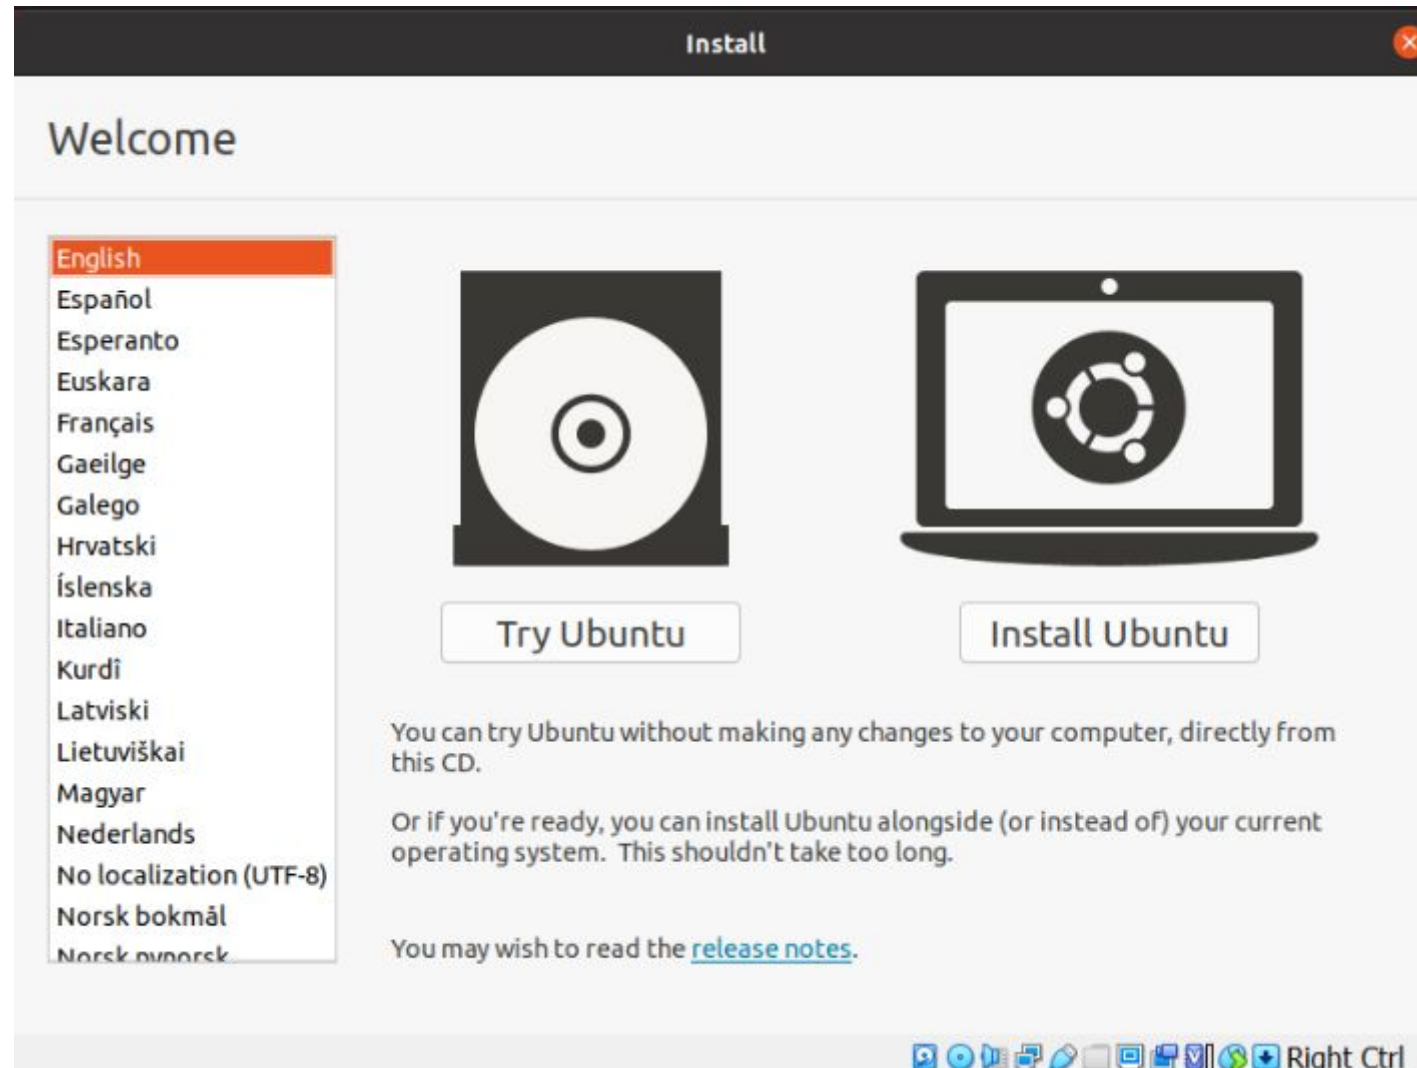 Install
Welcome
English
Español
Esperanto
Euskara
Français
Gaeilge
Galego
Hrvatski
Íslenska
Italiano
Kurdî
Latviski
Lietuviškai
Magyar
Nederlands
No localization (UTF-8)
Norsk bokmål
Norsk nynorsk
Try Ubuntu
Install Ubuntu
You can try Ubuntu without making any changes to your computer, directly from
this CD.
Or if you're ready, you can install Ubuntu alongside (or instead of) your current
operating system.  This shouldn't take too long.
You may wish to read the release notes.
Right Ctrl